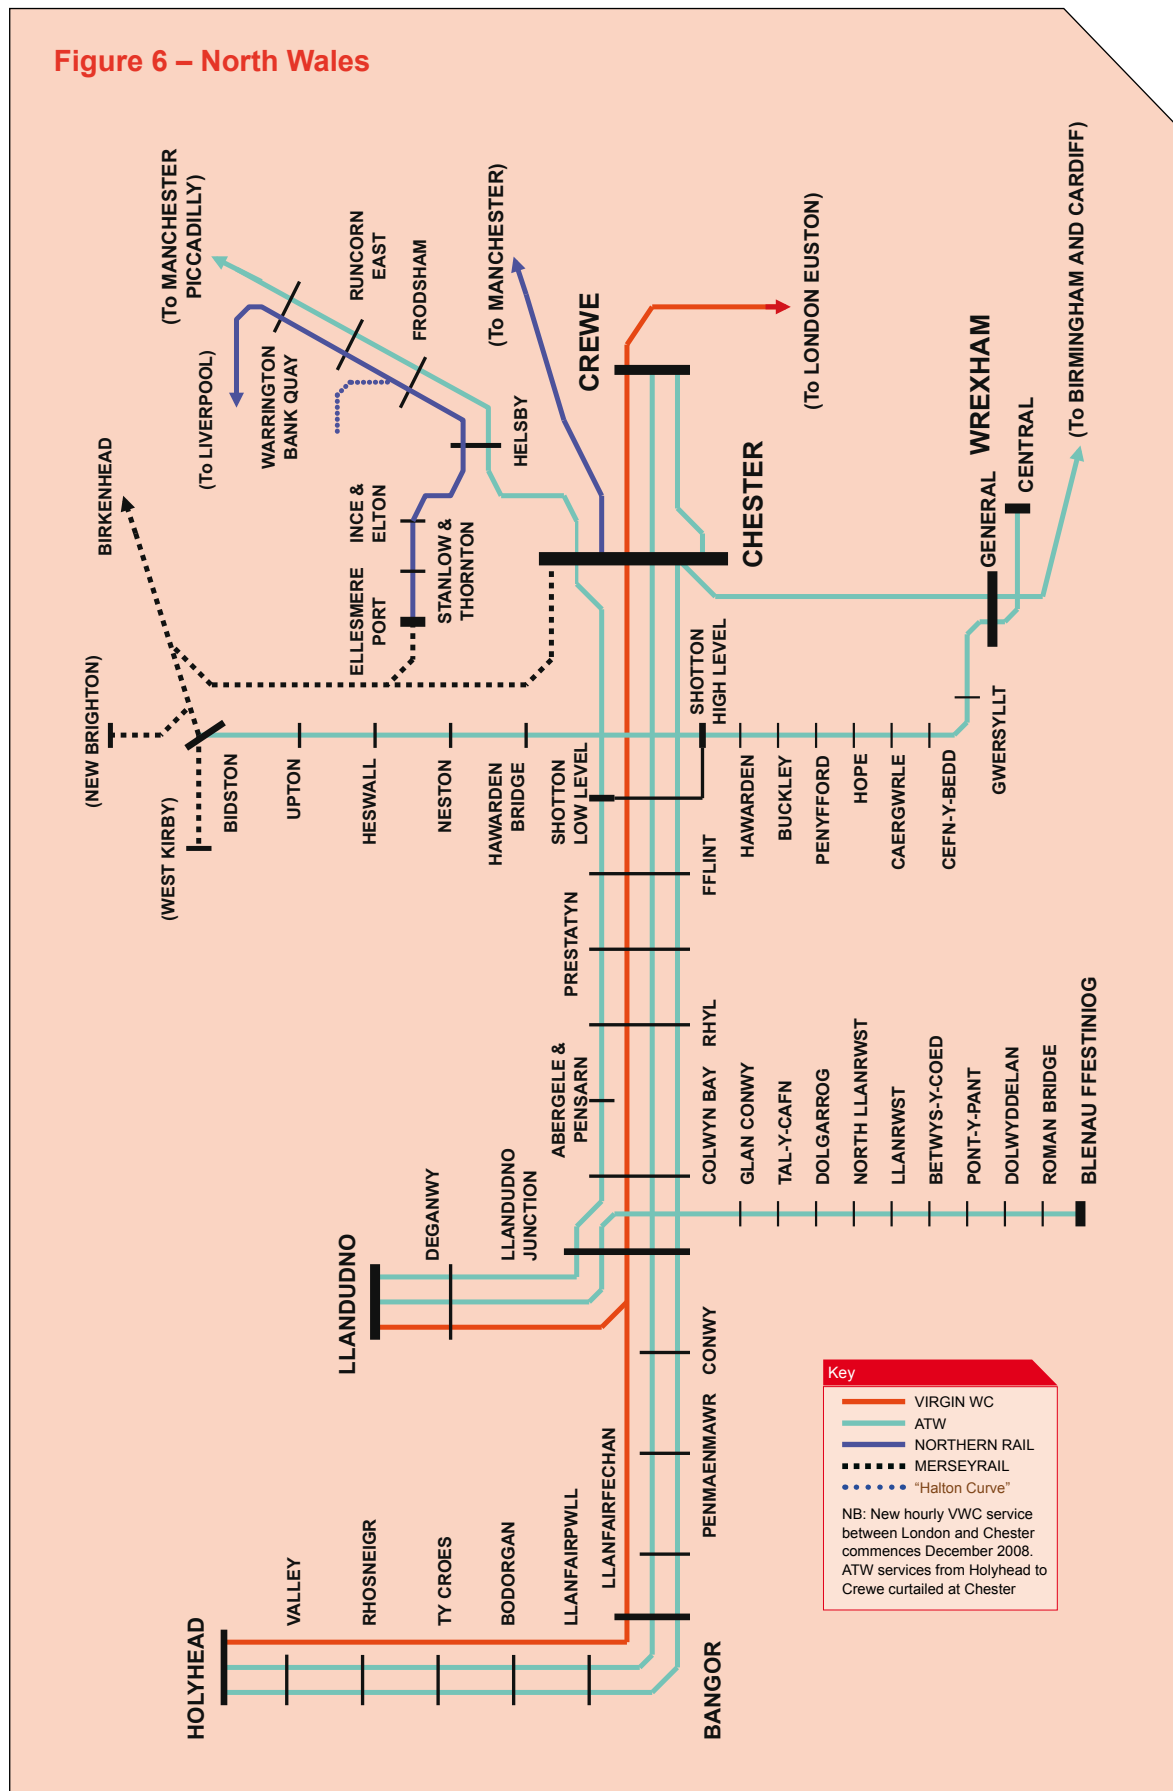 Figure 6 – North Wales
(To MANCHESTER
PICCADILLY)
RUNCORN
EAST
FRODSHAM
(To MANCHESTER)
(To LIVERPOOL)
WARRINGTON
BANK QUAY
HELSBY
CREWE
(To LONDON EUSTON)
(To BIRMINGHAM AND CARDIFF)
WREXHAM
GENERAL
CENTRAL
BIRKENHEAD
INCE &
ELTON
STANLOW &
THORNTON
ELLESMERE
PORT
CHESTER
(NEW BRIGHTON)
(WEST KIRBY)
BIDSTON
UPTON
HESWALL
NESTON
HAWARDEN
BRIDGE
SHOTTON
LOW LEVEL
SHOTTON
HIGH LEVEL
HAWARDEN
BUCKLEY
PENYFFORD
HOPE
CAERGWRLE
CEFN-Y-BEDD
GWERSYLLT
FFLINT
PRESTATYN
RHYL
ABERGELE &
PENSARN
COLWYN BAY
GLAN CONWY
TAL-Y-CAFN
DOLGARROG
NORTH LLANRWST
LLANRWST
BETWYS-Y-COED
PONT-Y-PANT
DOLWYDDELAN
ROMAN BRIDGE
BLENAU FFESTINIOG
LLANDUDNO
DEGANWY
LLANDUDNO
JUNCTION
CONWY
PENMAENMAWR
LLANFAIRFECHAN
HOLYHEAD
VALLEY
RHOSNEIGR
TY CROES
BODORGAN
LLANFAIRPWLL
BANGOR
Key
VIRGIN WC
ATW
NORTHERN RAIL
MERSEYRAIL
“Halton Curve”
NB: New hourly VWC service
between London and Chester
commences December 2008.
ATW services from Holyhead to
Crewe curtailed at Chester